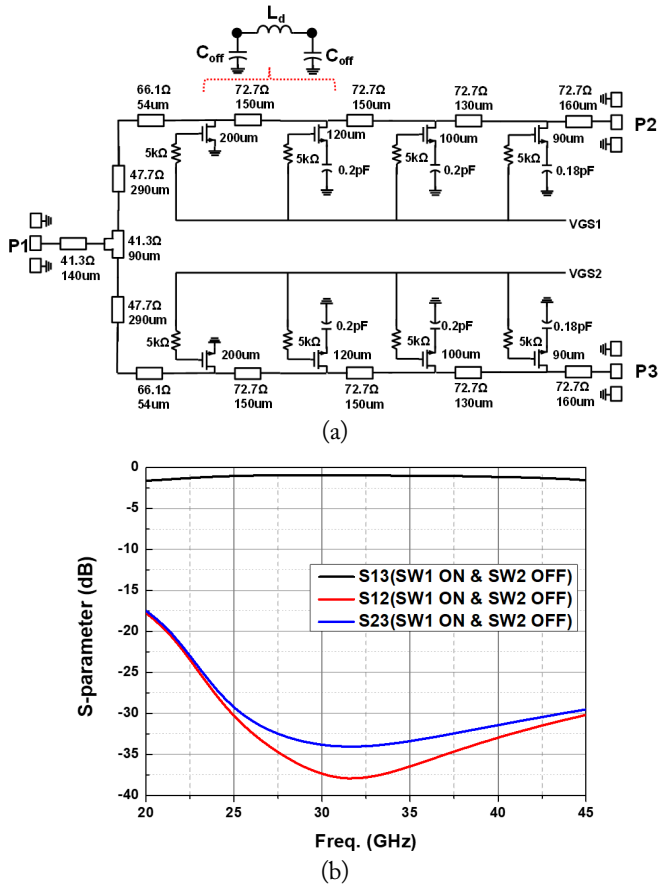 L_d
C_off
C_off
66.1Ω
54um
72.7Ω
150um
72.7Ω
150um
72.7Ω
130um
72.7Ω
160um
P2
200um
120um
100um
90um
5kΩ
5kΩ
5kΩ
5kΩ
0.2pF
0.2pF
0.18pF
47.7Ω
290um
VGS1
P1
41.3Ω
90um
41.3Ω
140um
VGS2
47.7Ω
290um
0.2pF
0.2pF
0.18pF
5kΩ
5kΩ
5kΩ
5kΩ
200um
120um
100um
90um
P3
66.1Ω
54um
72.7Ω
150um
72.7Ω
150um
72.7Ω
130um
72.7Ω
160um
(a)
0
-5
-10
-15
-20
-25
-30
-35
-40
S-parameter (dB)
S13(SW1 ON & SW2 OFF)
S12(SW1 ON & SW2 OFF)
S23(SW1 ON & SW2 OFF)
20
25
30
35
40
45
Freq. (GHz)
(b)